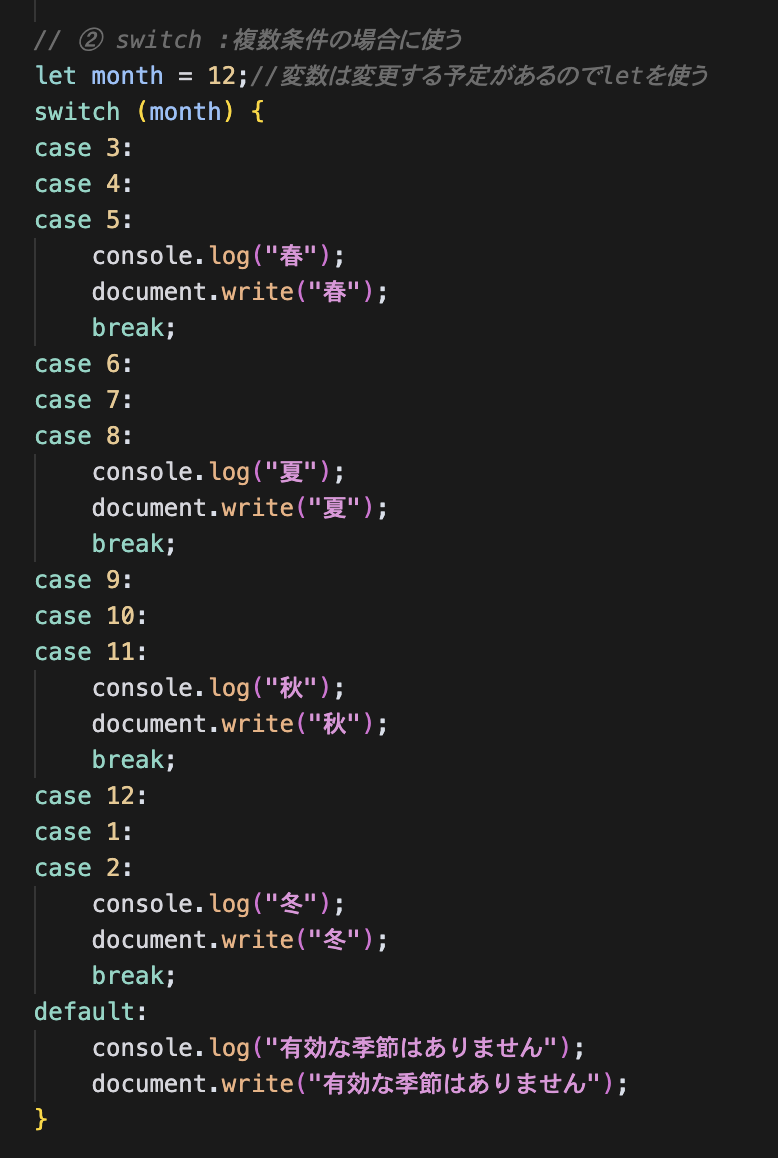 // ② switch :複数条件の場合に使う
let month = 12;//変数は変更する予定があるのでletを使う
switch (month) {
case 3:
case 4:
case 5:
    console.log("春");
    document.write("春");
    break;
case 6:
case 7:
case 8:
    console.log("夏");
    document.write("夏");
    break;
case 9:
case 10:
case 11:
    console.log("秋");
    document.write("秋");
    break;
case 12:
case 1:
case 2:
    console.log("冬");
    document.write("冬");
    break;
default:
    console.log("有効な季節はありません");
    document.write("有効な季節はありません");
}